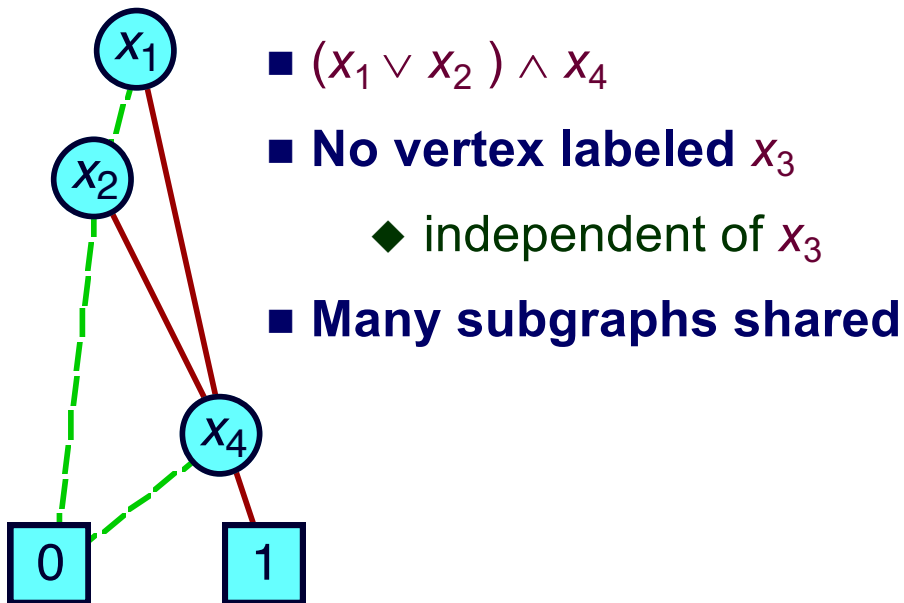 x₁
■ (x₁ ∨ x₂ ) ∧ x₄
x₂
■ No vertex labeled x₃
◆ independent of x₃
■ Many subgraphs shared
x₄
0
1